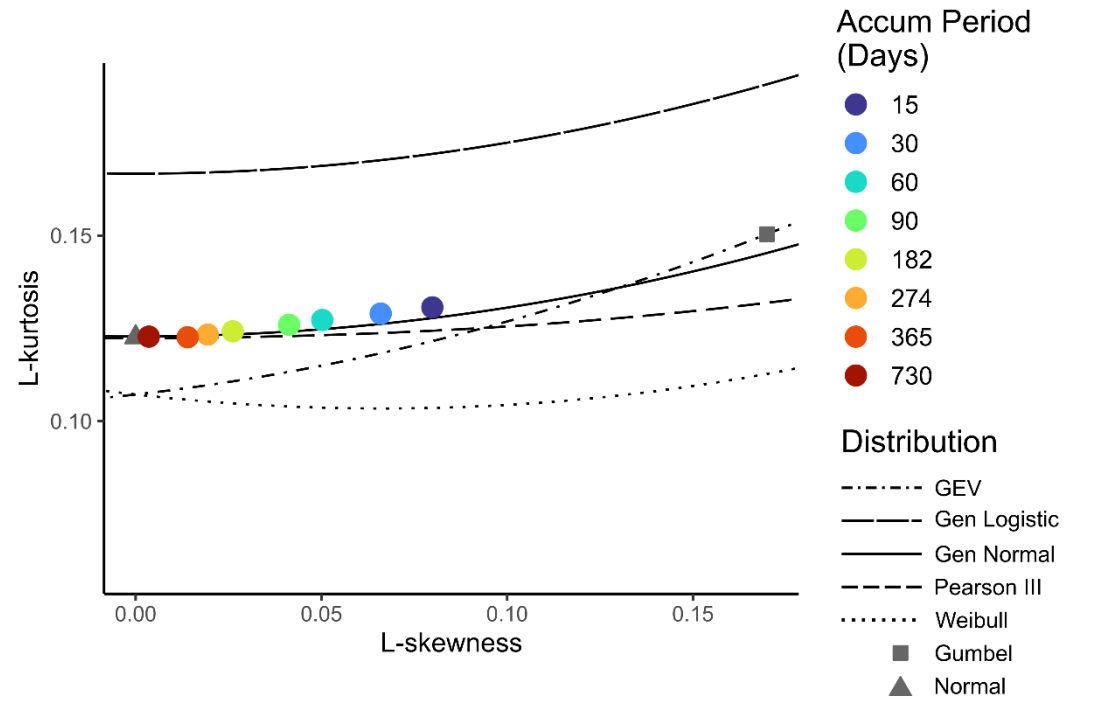 Accum Period
(Days)
15
30
60
90
182
274
365
730
Distribution
GEV
Gen Logistic
Gen Normal
Pearson III
Weibull
Gumbel
Normal
L-kurtosis
0.15
0.10
0.00
0.05
0.10
0.15
L-skewness